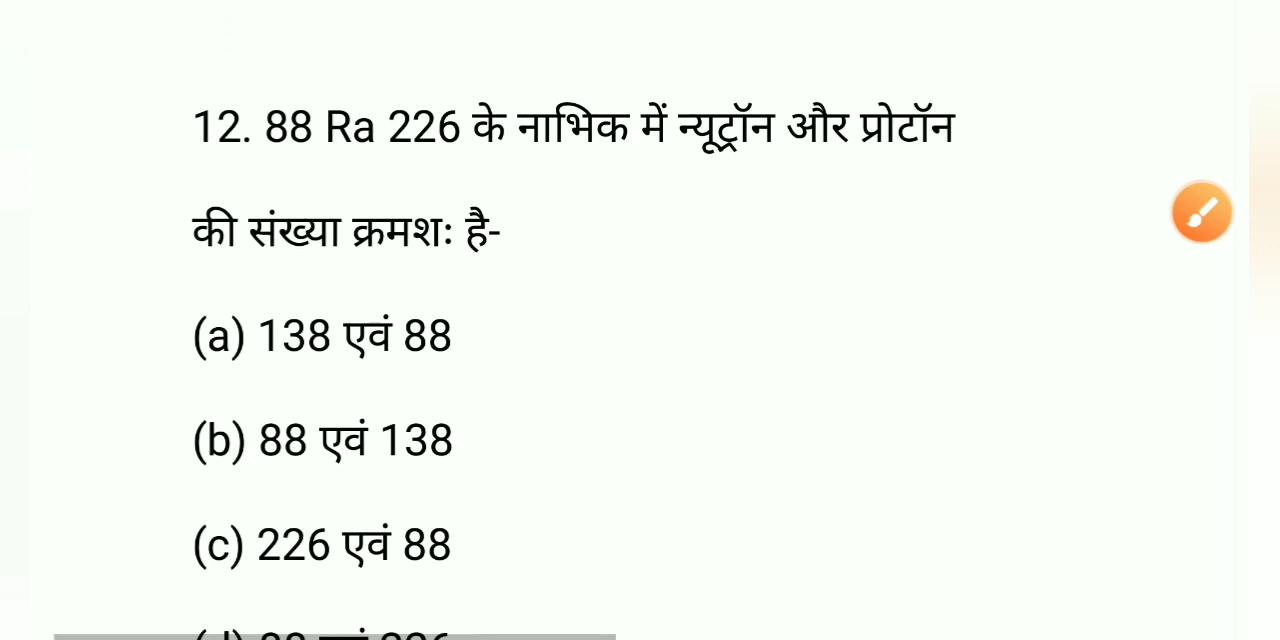 12. 88 Ra 226 के नाभिक में न्यूट्रॉन और प्रोटॉन
की संख्या क्रमशः है-
(a) 138 एवं 88
(b) 88 एवं 138
(c) 226 एवं 88